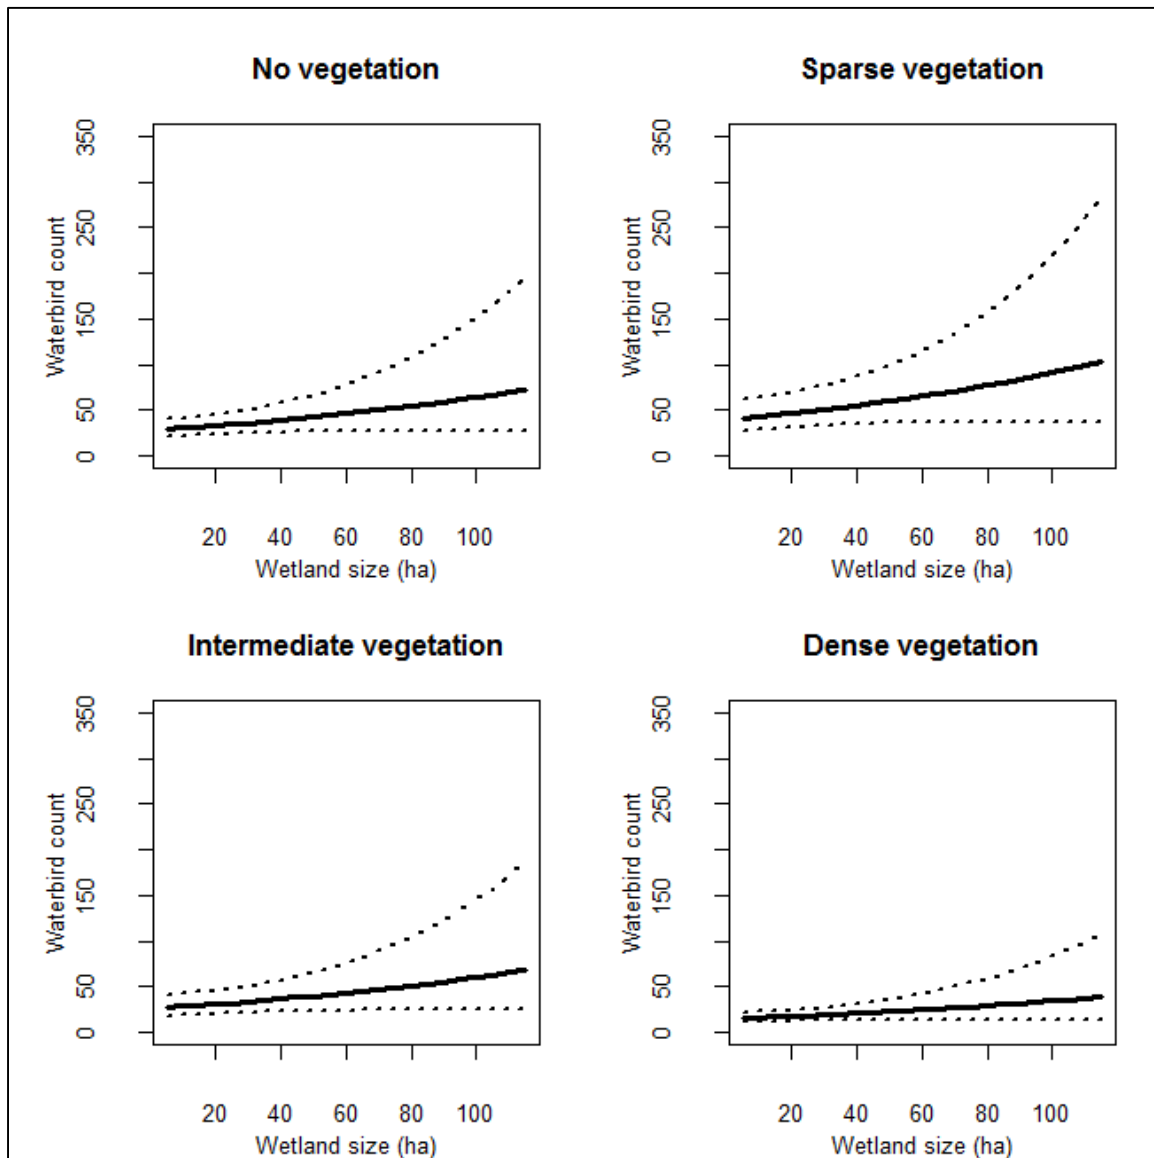 No vegetation
Waterbird count
0 50 150 250 350
20 40 60 80 100
Wetland size (ha)
Sparse vegetation
Waterbird count
0 50 150 250 350
20 40 60 80 100
Wetland size (ha)
Intermediate vegetation
Waterbird count
0 50 150 250 350
20 40 60 80 100
Wetland size (ha)
Dense vegetation
Waterbird count
0 50 150 250 350
20 40 60 80 100
Wetland size (ha)